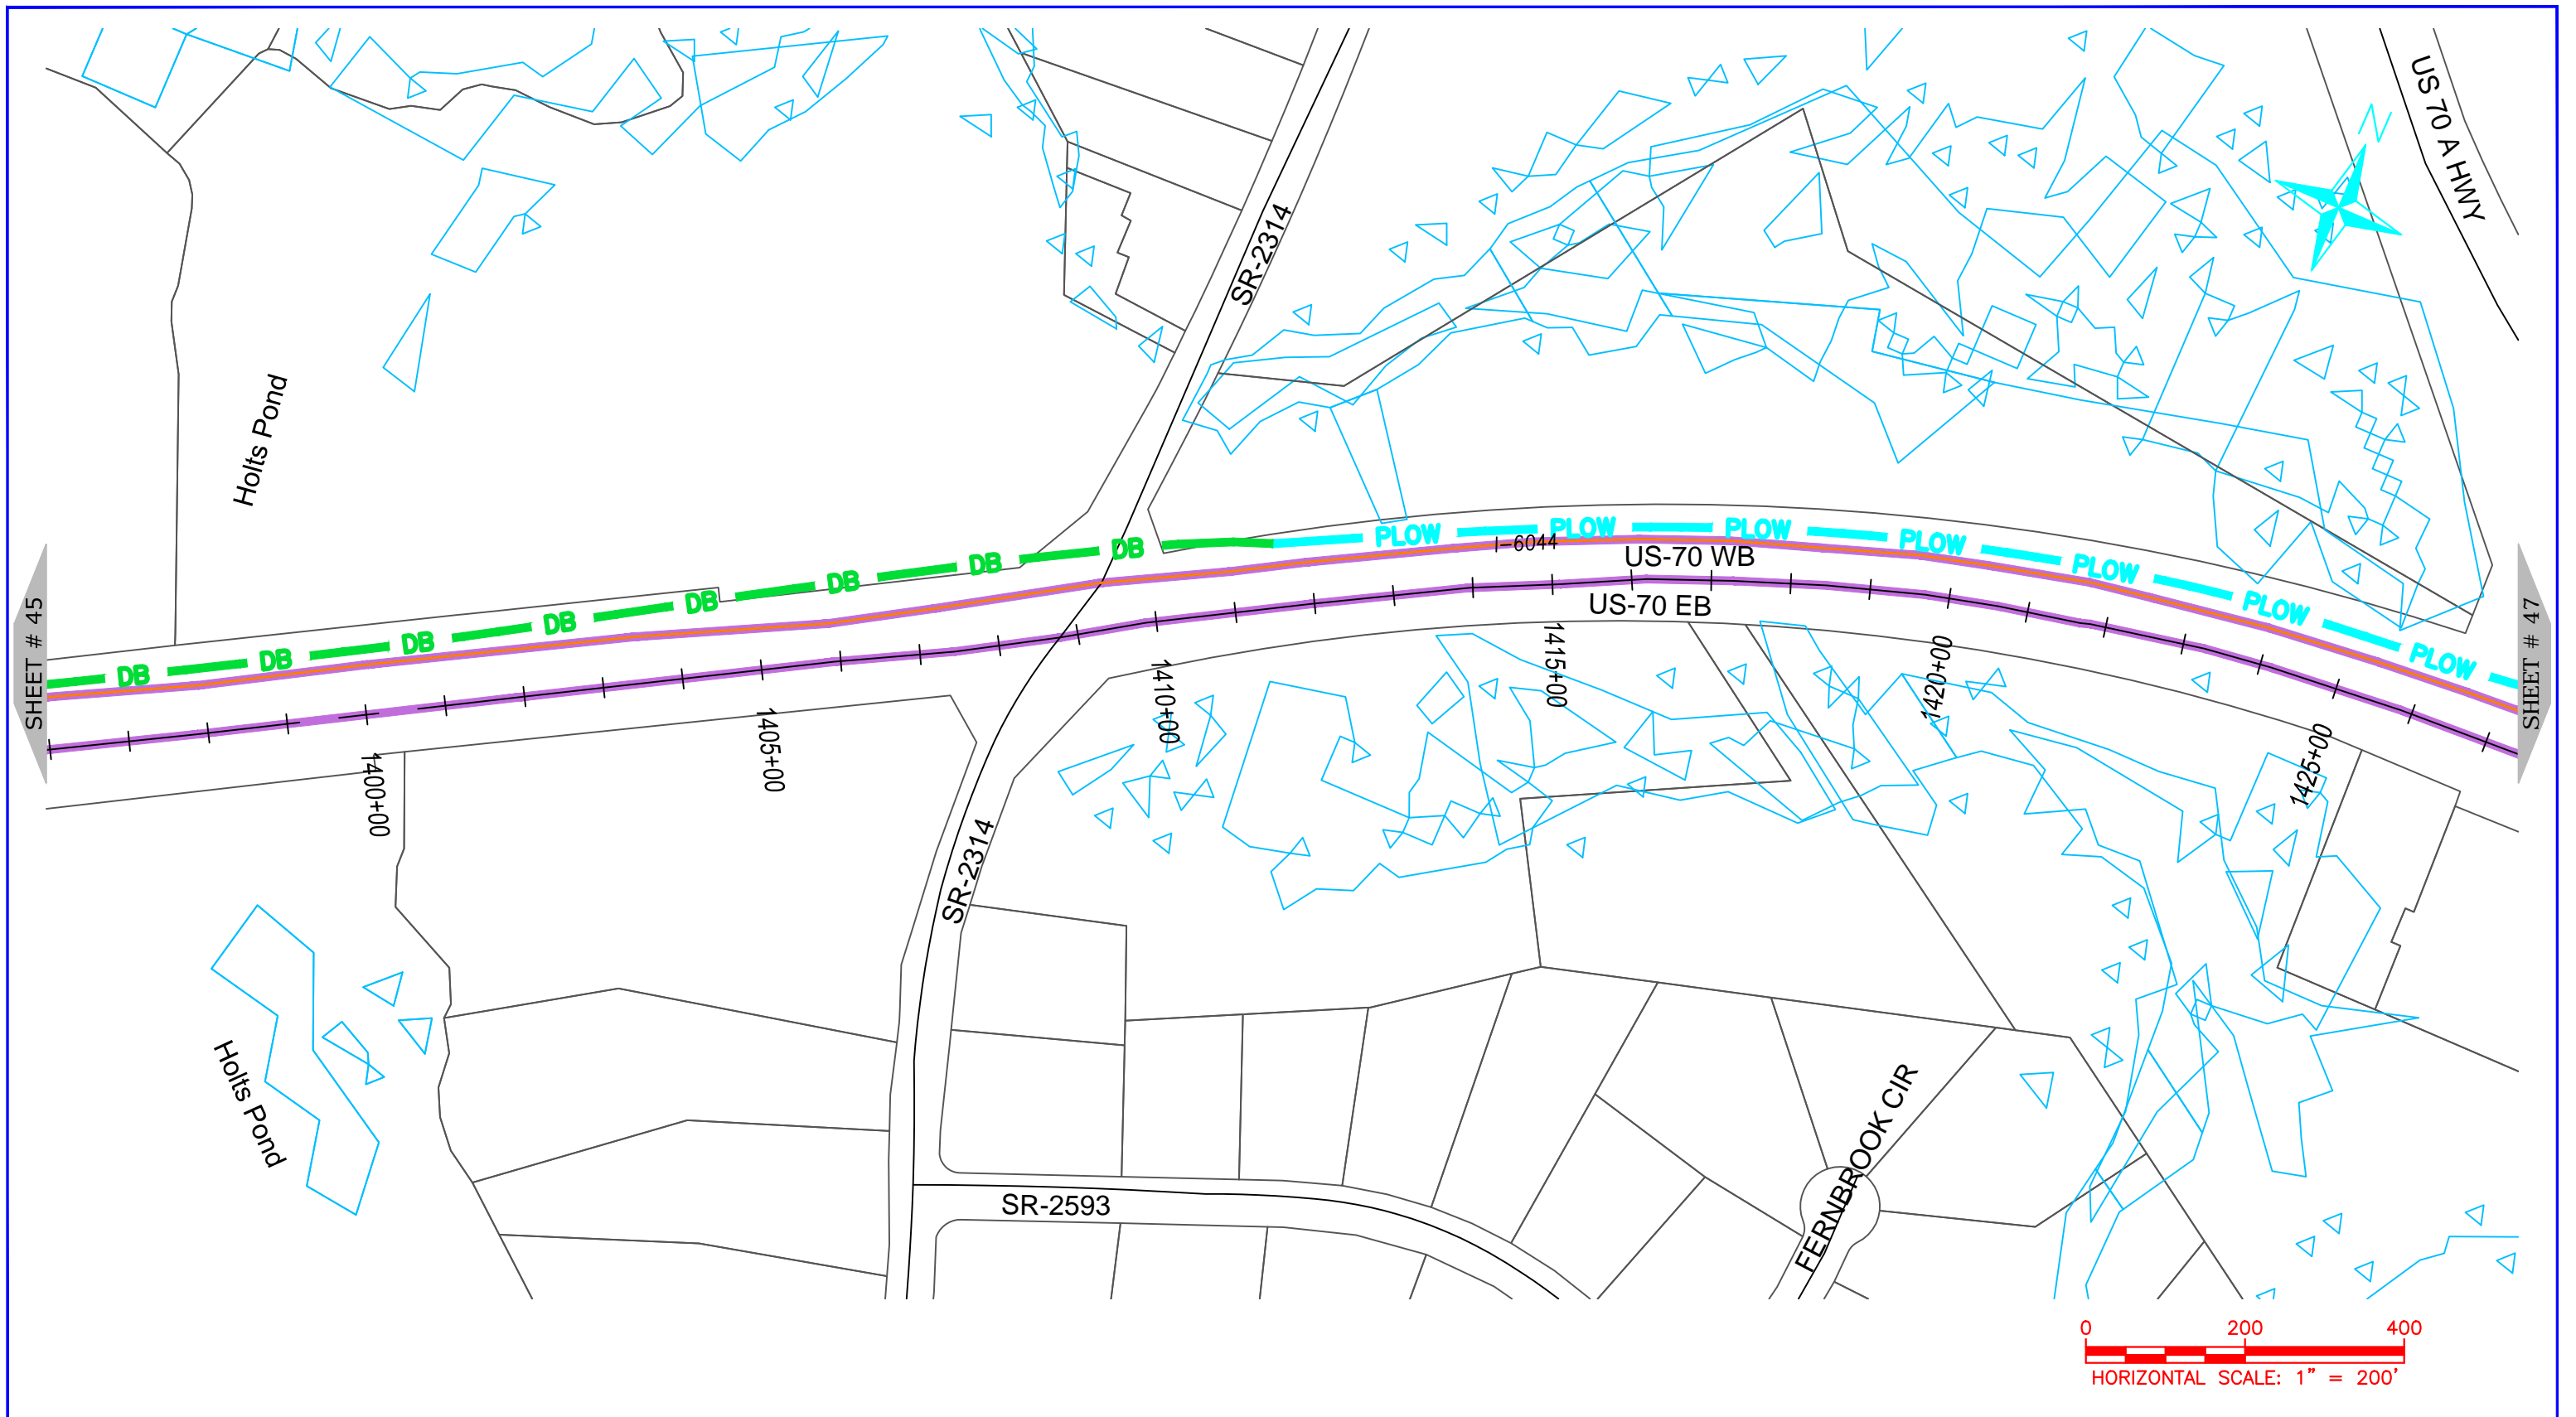 US 70 A HWY
N
SR-2314
Holts Pond
DB DB DB DB DB DB DB DB PLOW PLOW PLOW PLOW PLOW PLOW PLOW
I-6044
US-70 WB
US-70 EB
SHEET # 45
SHEET # 47
1400+00
1405+00
1410+00
1415+00
1420+00
1425+00
SR-2314
Holts Pond
FERNBROOK CIR
SR-2593
0 200 400
HORIZONTAL SCALE: 1" = 200'